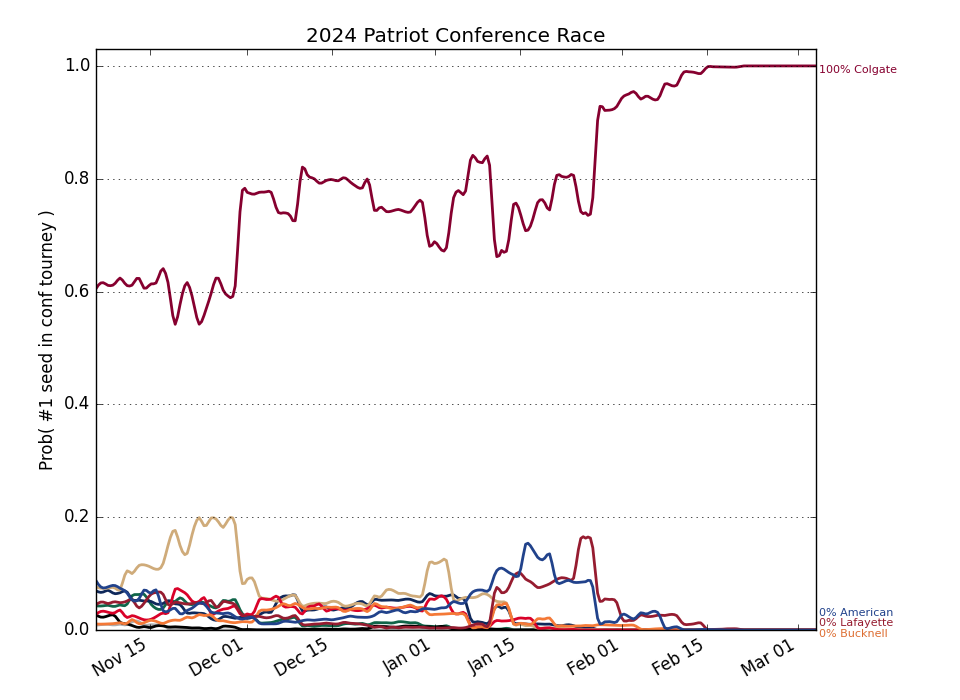 2024 Patriot Conference Race
Prob( #1 seed in conf tourney )
1.0
0.8
0.6
0.4
0.2
0.0
100% Colgate
0% American
0% Lafayette
0% Bucknell
Nov 15
Dec 01
Dec 15
Jan 01
Jan 15
Feb 01
Feb 15
Mar 01